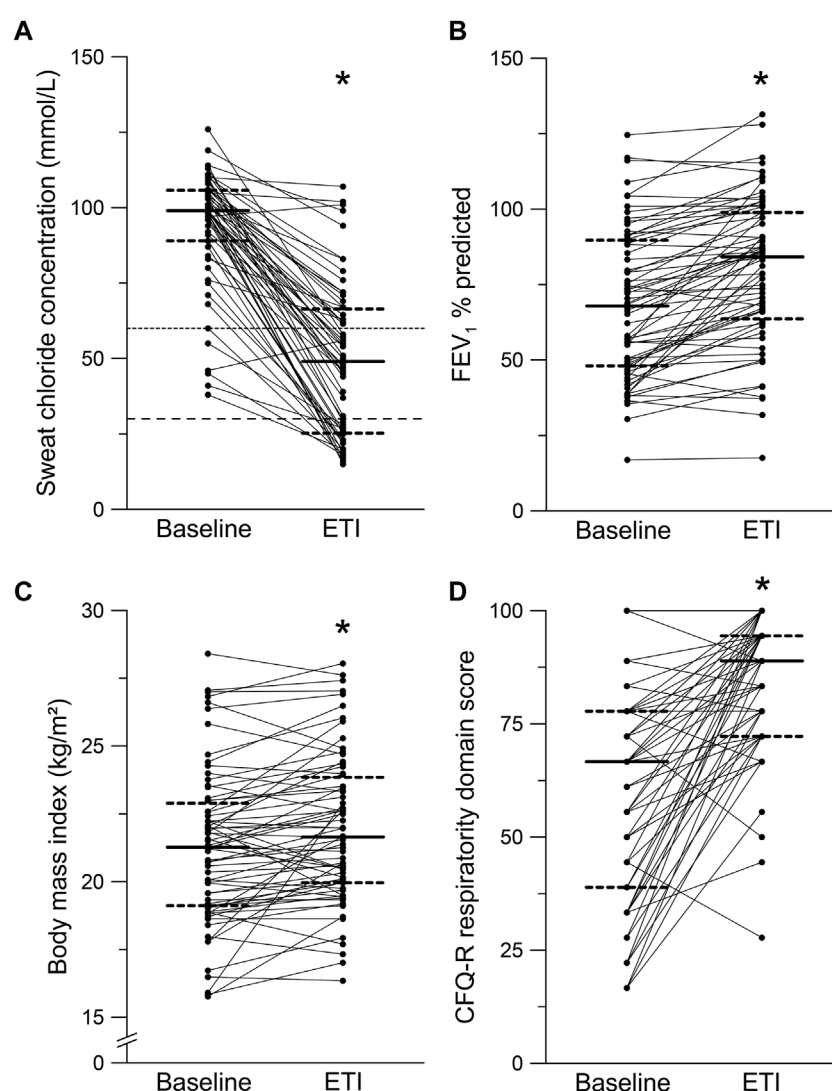 A
Sweat chloride concentration (mmol/L)
150
100
50
0
*
Baseline
ETI
B
FEV₁ % predicted
150
100
50
0
*
Baseline
ETI
C
Body mass index (kg/m²)
30
25
20
15
0
*
Baseline
ETI
D
CFQ-R respiratority domain score
100
75
50
25
0
*
Baseline
ETI